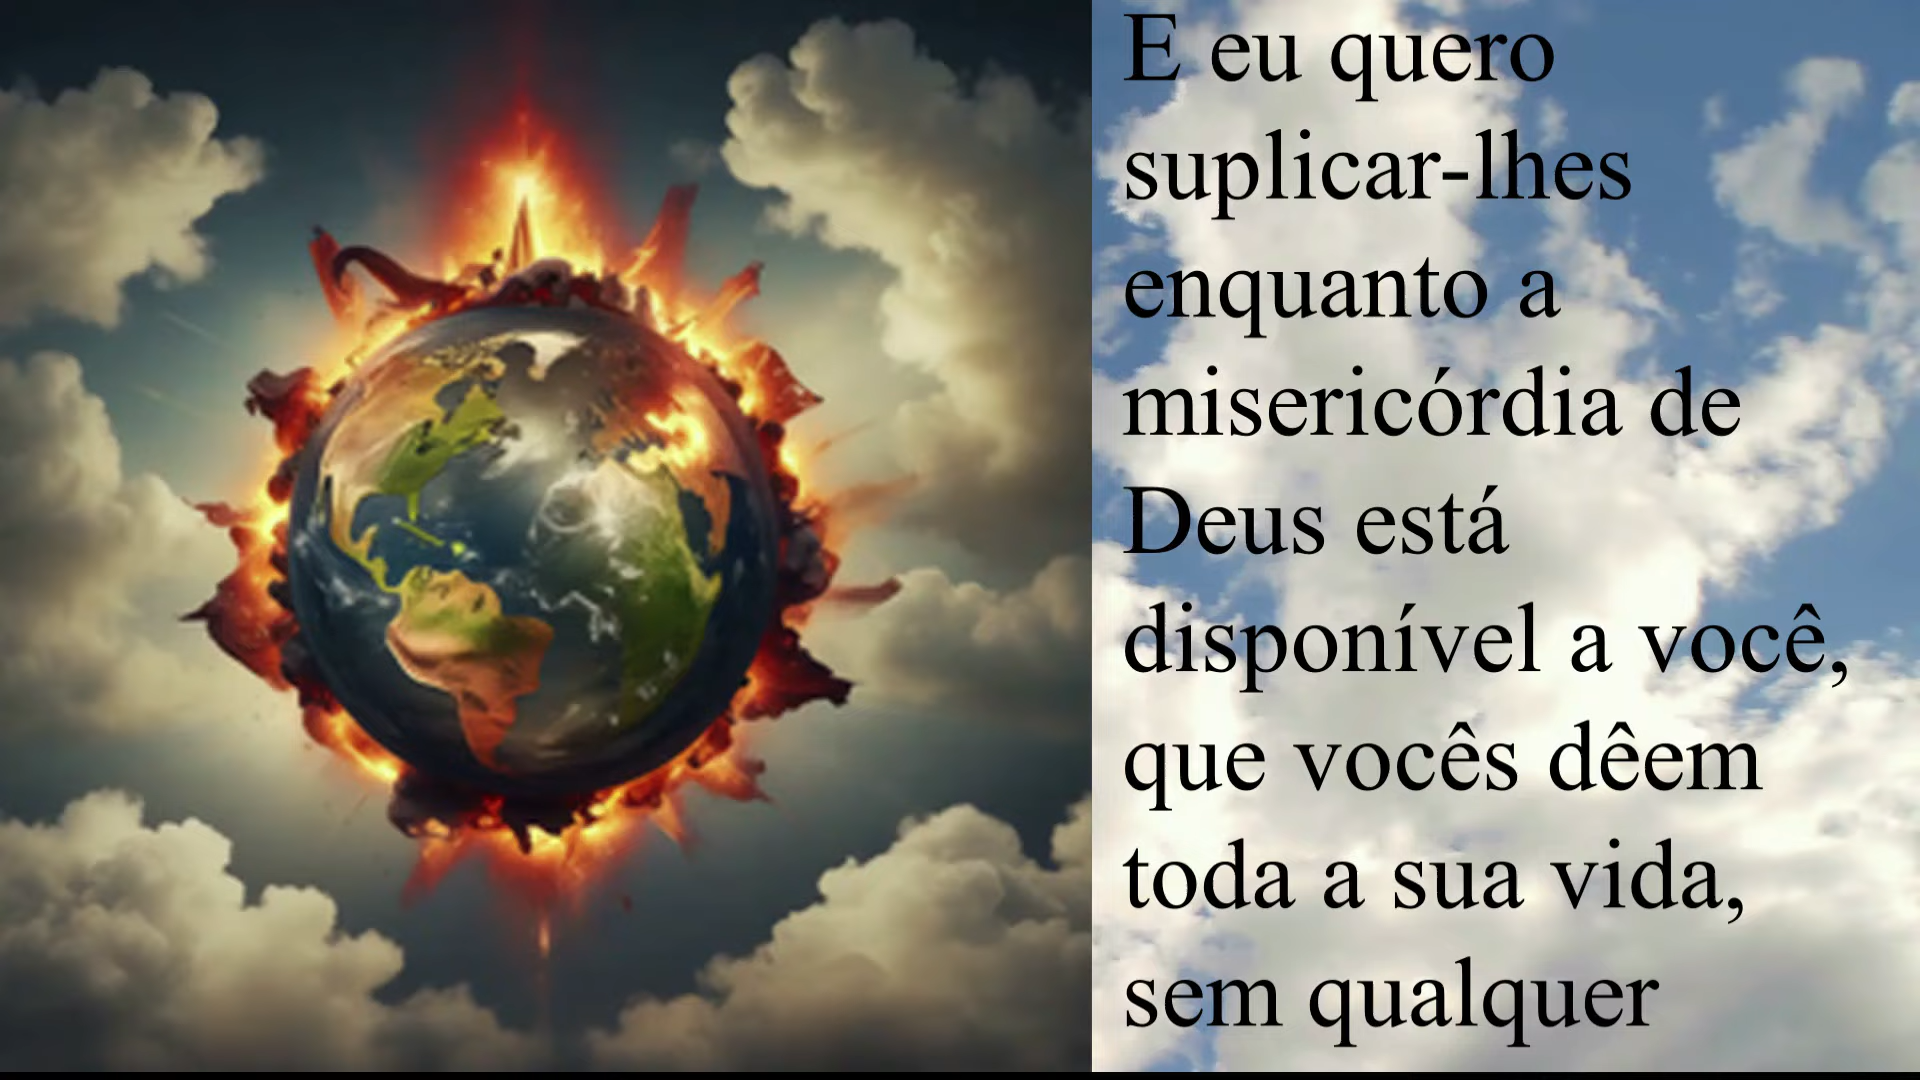 E eu quero
suplicar-lhes
enquanto a
misericórdia de
Deus está
disponível a você,
que vocês dêem
toda a sua vida,
sem qualquer